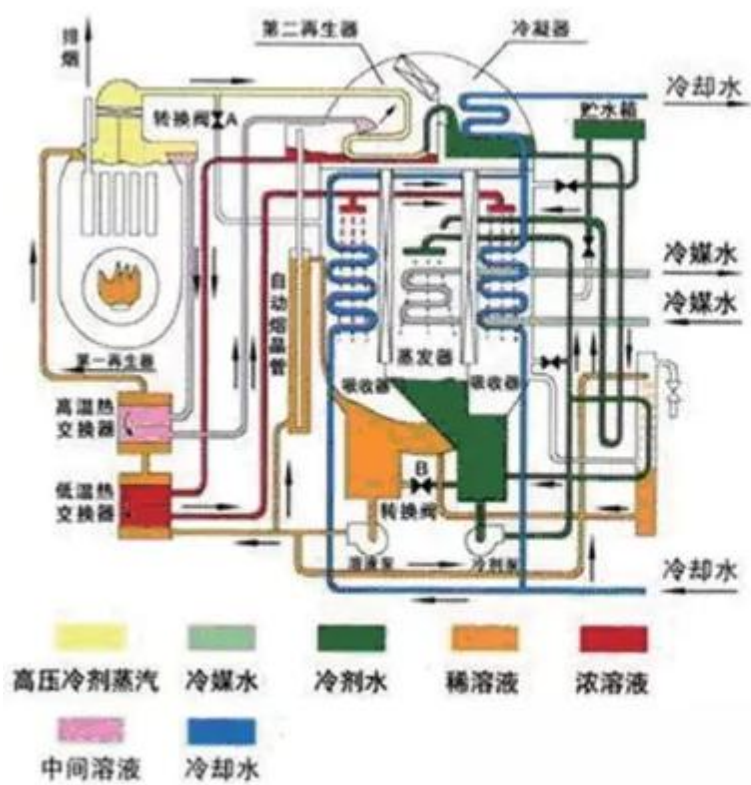 第二再生器
冷凝器
排烟
冷却水
转换阀
A
贮水箱
冷媒水
冷媒水
自动熔晶管
第一再生器
蒸发器
吸收器
吸收器
高温热
交换器
B
低温热
交换器
转换阀
溶液泵
冷剂泵
冷却水
高压冷剂蒸汽
冷媒水
冷剂水
稀溶液
浓溶液
中间溶液
冷却水